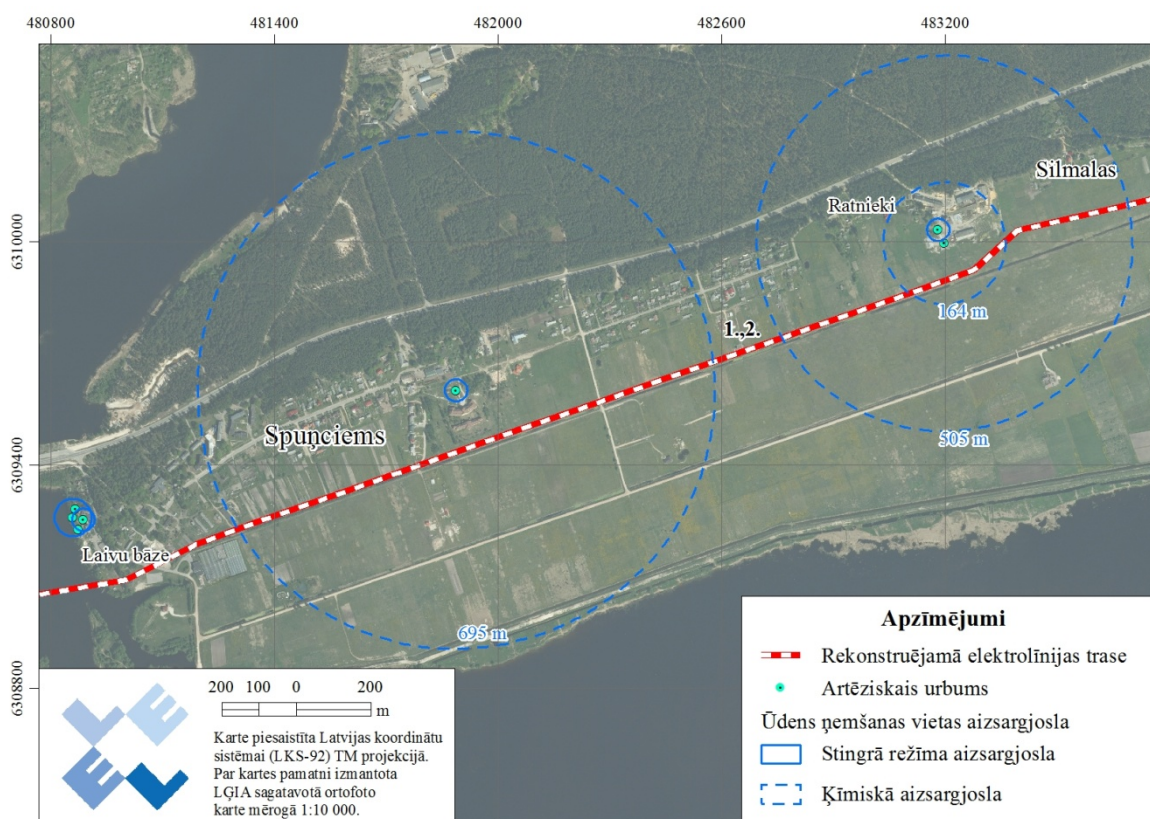 480800
481400
482000
482600
483200
Silmalas
Ratnieki
6310000
164 m
1.,2.
505 m
Spuņciems
6309400
Laivu bāze
695 m
6308800
200 100 0 200
m
Karte piesaistīta Latvijas koordinātu
sistēmai (LKS-92) TM projekcijā.
Par kartes pamatni izmantota
LĢIA sagatavotā ortofoto
karte mērogā 1:10 000.
L E
E L
Apzīmējumi
Rekonstruējamā elektrolīnijas trase
Artēziskais urbums
Ūdens ņemšanas vietas aizsargjosla
Stingrā režīma aizsargjosla
Ķīmiskā aizsargjosla